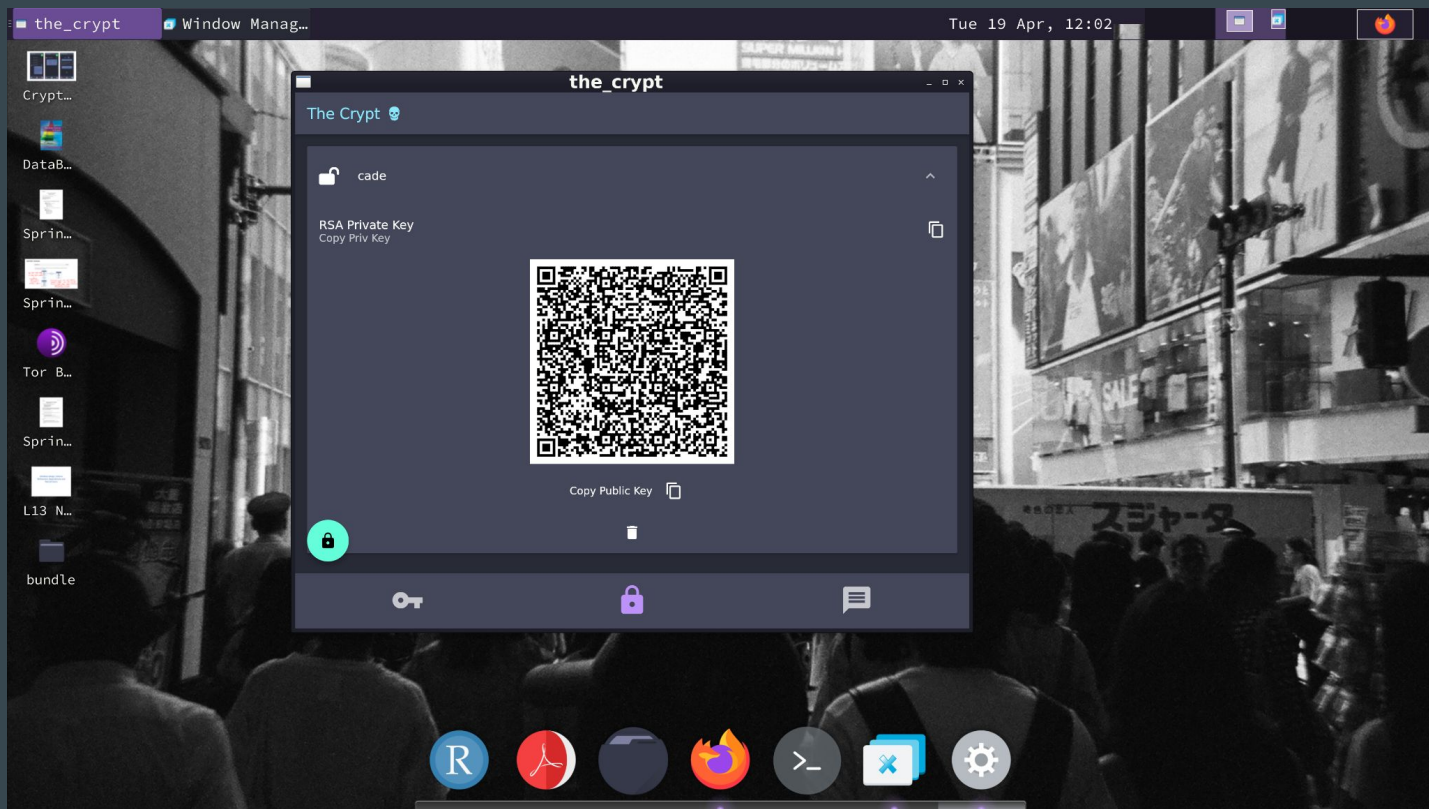 the_crypt
Window Manag…
Tue 19 Apr, 12:02
Crypt…
DataB…
Sprin…
Sprin…
Tor B…
Sprin…
L13 N…
bundle
the_crypt
The Crypt
cade
RSA Private Key
Copy Priv Key
Copy Public Key
SUPER MILLION
SALE
スジャータ
R
>_